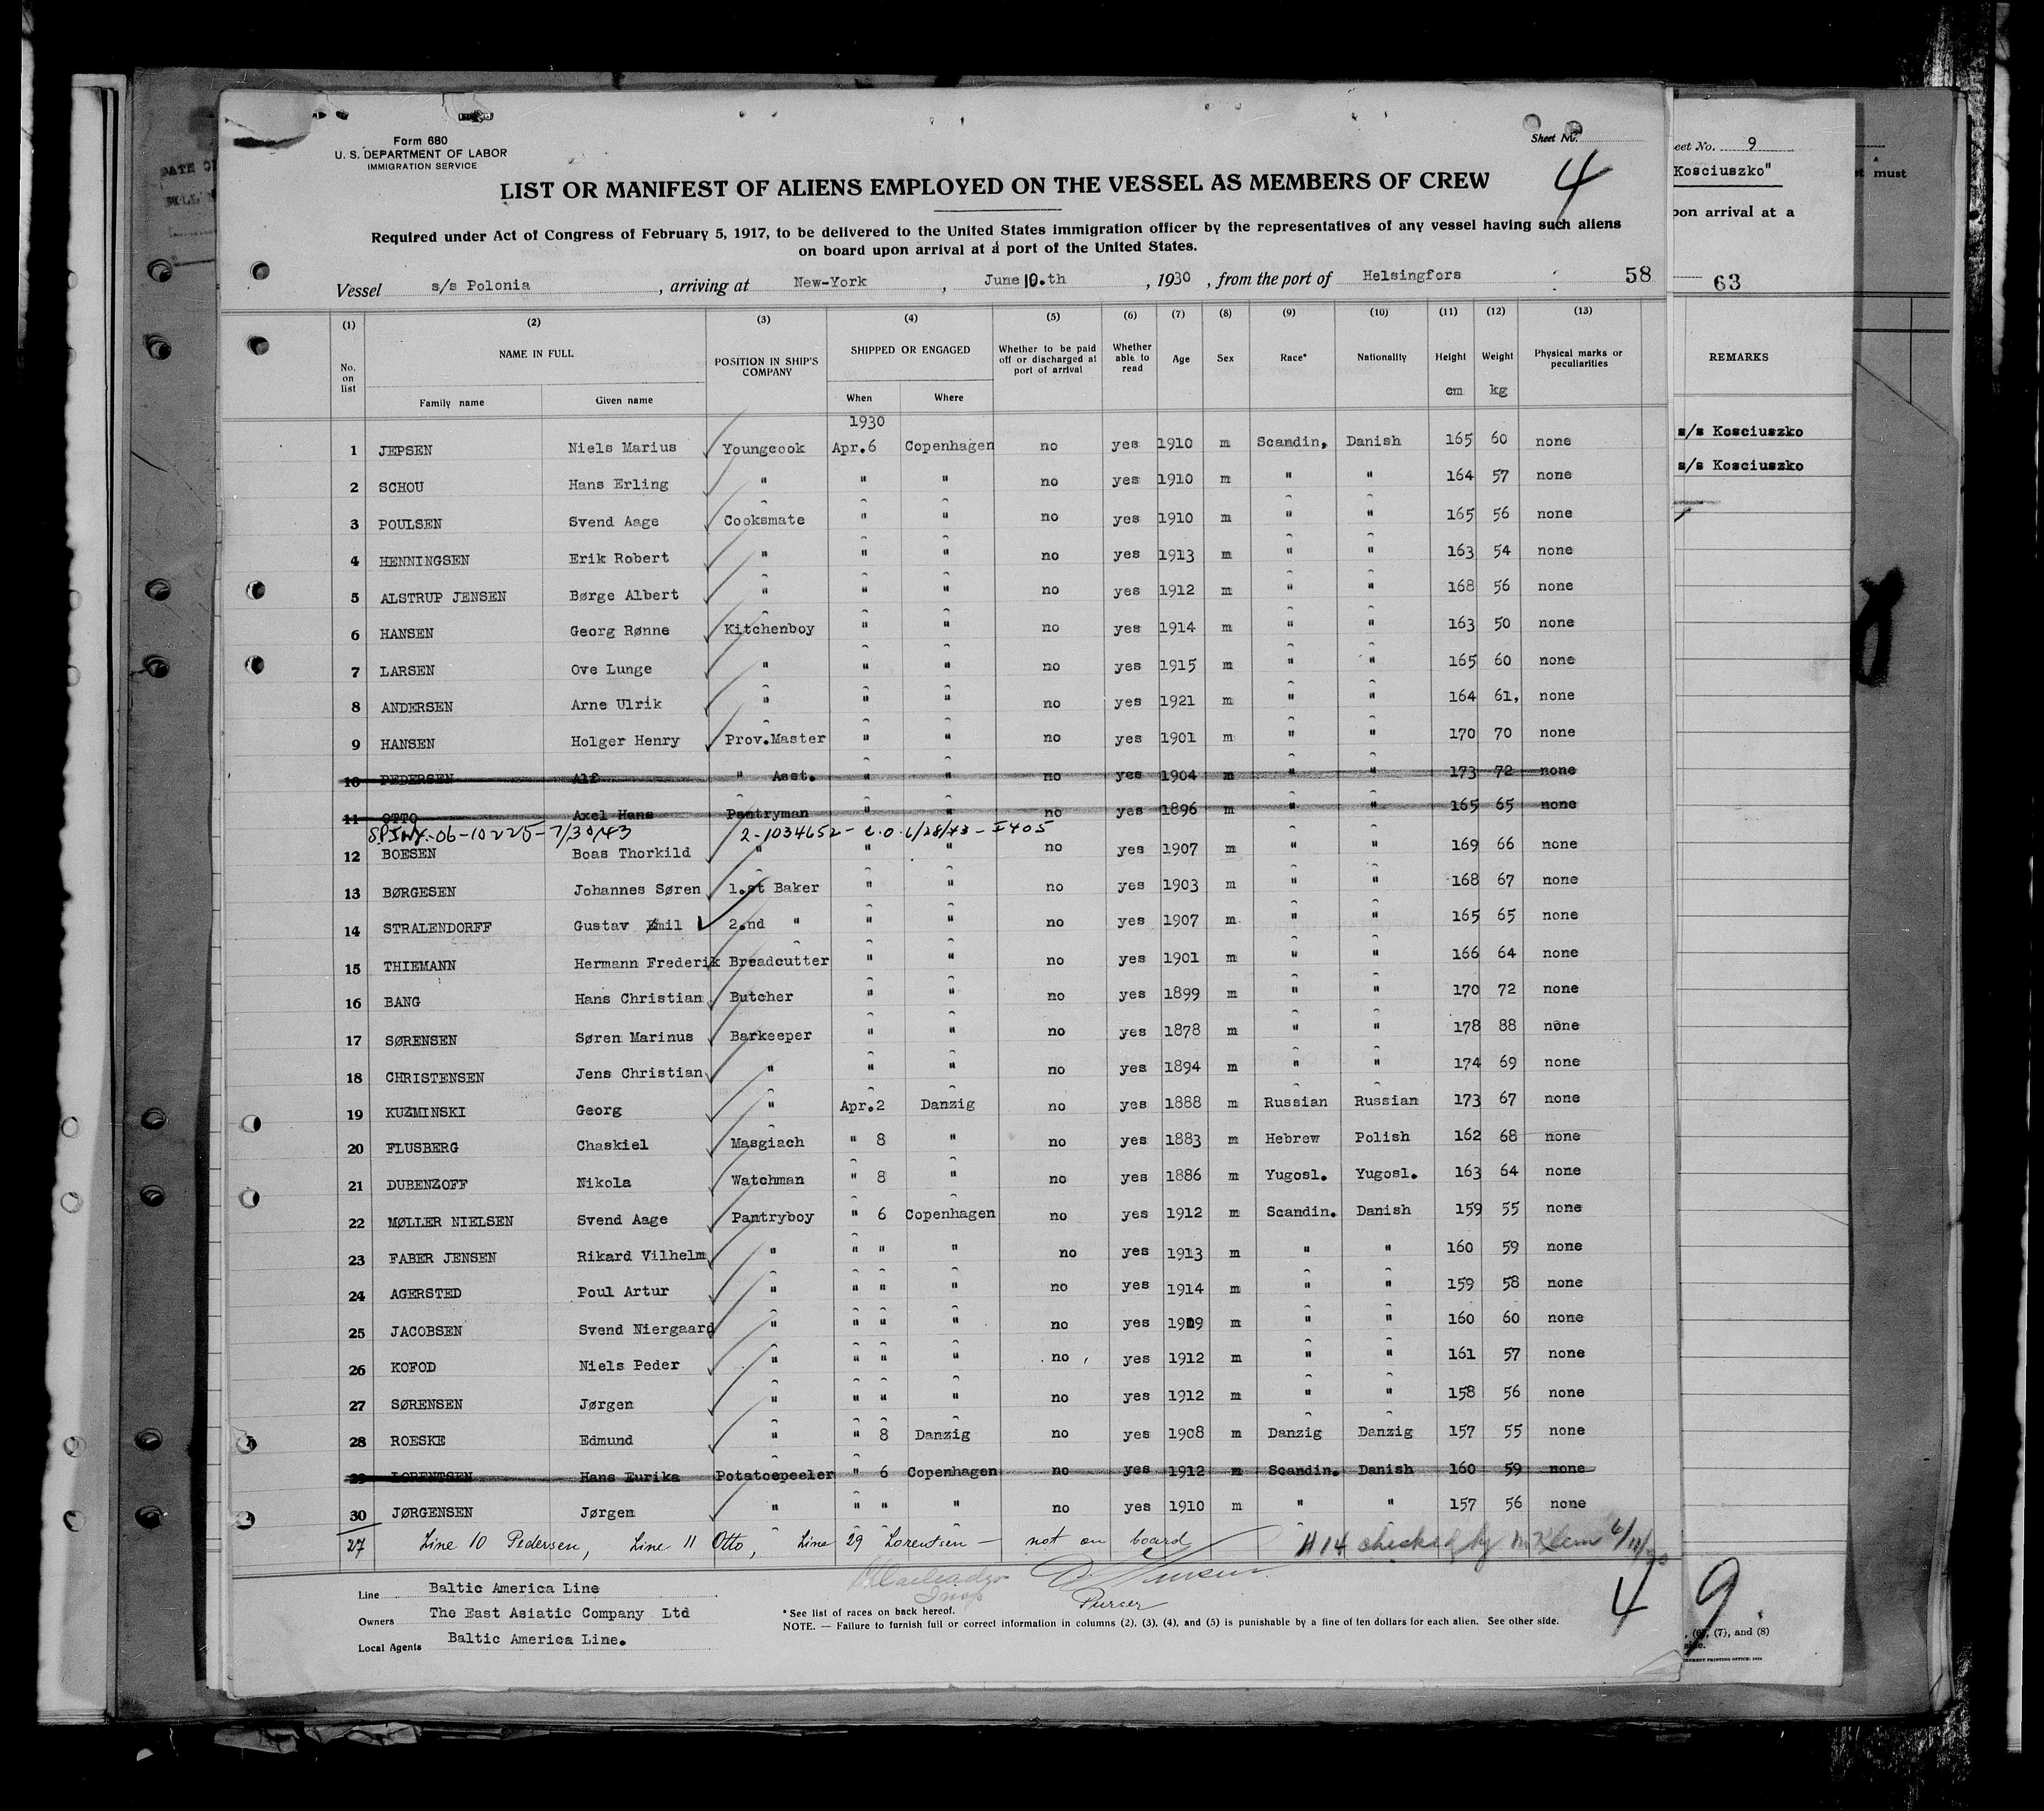 Form 680
U. S. DEPARTMENT OF LABOR
IMMIGRATION SERVICE
Sheet No.
4
LIST OR MANIFEST OF ALIENS EMPLOYED ON THE VESSEL AS MEMBERS OF CREW
Required under Act of Congress of February 5, 1917, to be delivered to the United States immigration officer by the representatives of any vessel having such aliens
on board upon arrival at a port of the United States.
Vessel s/s Polonia , arriving at New-York , June 10.th , 1930 , from the port of Helsingfors 58
(1) (2) (3) (4) (5) (6) (7) (8) (9) (10) (11) (12) (13)
No. on list NAME IN FULL Family name Given name POSITION IN SHIP'S COMPANY SHIPPED OR ENGAGED When Where Whether to be paid off or discharged at port of arrival Whether able to read Age Sex Race* Nationality Height cm Weight kg Physical marks or peculiarities
1930
1 JEPSEN Niels Marius Youngcook Apr.6 Copenhagen no yes 1910 m Scandin, Danish 165 60 none
2 SCHOU Hans Erling " " " no yes 1910 m " " 164 57 none
3 POULSEN Svend Aage Cooksmate " " no yes 1910 m " " 165 56 none
4 HENNINGSEN Erik Robert " " " no yes 1913 m " " 163 54 none
5 ALSTRUP JENSEN Børge Albert " " " no yes 1912 m " " 168 56 none
6 HANSEN Georg Rønne Kitchenboy " " no yes 1914 m " " 163 50 none
7 LARSEN Ove Lunge " " " no yes 1915 m " " 165 60 none
8 ANDERSEN Arne Ulrik " " " no yes 1921 m " " 164 61, none
9 HANSEN Holger Henry Prov.Master " " no yes 1901 m " " 170 70 none
10 PEDERSEN Alf " Asst. " " no yes 1904 m " " 173 72 none
11 OTTO Axel Hans Pantryman " " no yes 1896 m " " 165 65 none
06-10225-7/30/43 2-1034652- C.O. 6/28/43 - I405
12 BOESEN Boas Thorkild " " " no yes 1907 m " " 169 66 none
13 BØRGESEN Johannes Søren 1.st Baker " " no yes 1903 m " " 168 67 none
14 STRALENDORFF Gustav Emil 2.nd " " " no yes 1907 m " " 165 65 none
15 THIEMANN Hermann Frederik Breadcutter " " no yes 1901 m " " 166 64 none
16 BANG Hans Christian Butcher " " no yes 1899 m " " 170 72 none
17 SØRENSEN Søren Marinus Barkeeper " " no yes 1878 m " " 178 88 none
18 CHRISTENSEN Jens Christian " " " no yes 1894 m " " 174 69 none
19 KUZMINSKI Georg " Apr.2 Danzig no yes 1888 m Russian Russian 173 67 none
20 FLUSBERG Chaskiel Masgiach " 8 " no yes 1883 m Hebrew Polish 162 68 none
21 DUBENZOFF Nikola Watchman " 8 " no yes 1886 m Yugosl. Yugosl. 163 64 none
22 MØLLER NIELSEN Svend Aage Pantryboy " 6 Copenhagen no yes 1912 m Scandin. Danish 159 55 none
23 FABER JENSEN Rikard Vilhelm " " " " no yes 1913 m " " 160 59 none
24 AGERSTED Poul Artur " " " " no yes 1914 m " " 159 58 none
25 JACOBSEN Svend Niergaard " " " " no yes m " " 160 60 none
26 KOFOD Niels Peder " " " " no yes 1912 m " " 161 57 none
27 SØRENSEN Jørgen " " " " no yes 1912 m " " 158 56 none
28 ROESKE Edmund " " 8 Danzig no yes 1908 m Danzig Danzig 157 55 none
29 LORENTSEN Hans Eurika Potatoepeeler " 6 Copenhagen no yes 1912 m Scandin. Danish 160 59 none
30 JØRGENSEN Jørgen " " " " no yes 1910 m " " 157 56 none
27 Line 10 Pedersen, Line 11 Otto, Line 29 Lorentsen — not on board
#14 checked by
Purser
Line Baltic America Line
Owners The East Asiatic Company Ltd
Local Agents Baltic America Line.
* See list of races on back hereof.
NOTE. — Failure to furnish full or correct information in columns (2), (3), (4), and (5) is punishable by a fine of ten dollars for each alien. See other side.
4
eet No. 9
Kosciuszko"
pon arrival at a
63
REMARKS
s/s Kosciuszko
s/s Kosciuszko
9
, (6), (7), and (8)
side.
t must